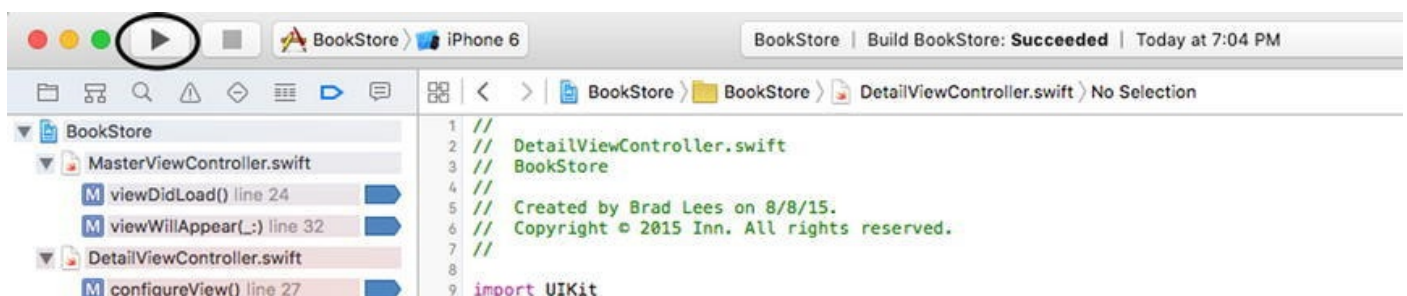 BookStore 〉 iPhone 6
BookStore | Build BookStore: Succeeded | Today at 7:04 PM
BookStore 〉 BookStore 〉 DetailViewController.swift 〉 No Selection
BookStore
MasterViewController.swift
M viewDidLoad() line 24
M viewWillAppear(_:) line 32
DetailViewController.swift
M configureView() line 27
1 //
2 // DetailViewController.swift
3 // BookStore
4 //
5 // Created by Brad Lees on 8/8/15.
6 // Copyright © 2015 Inn. All rights reserved.
7 //
8
9 import UIKit